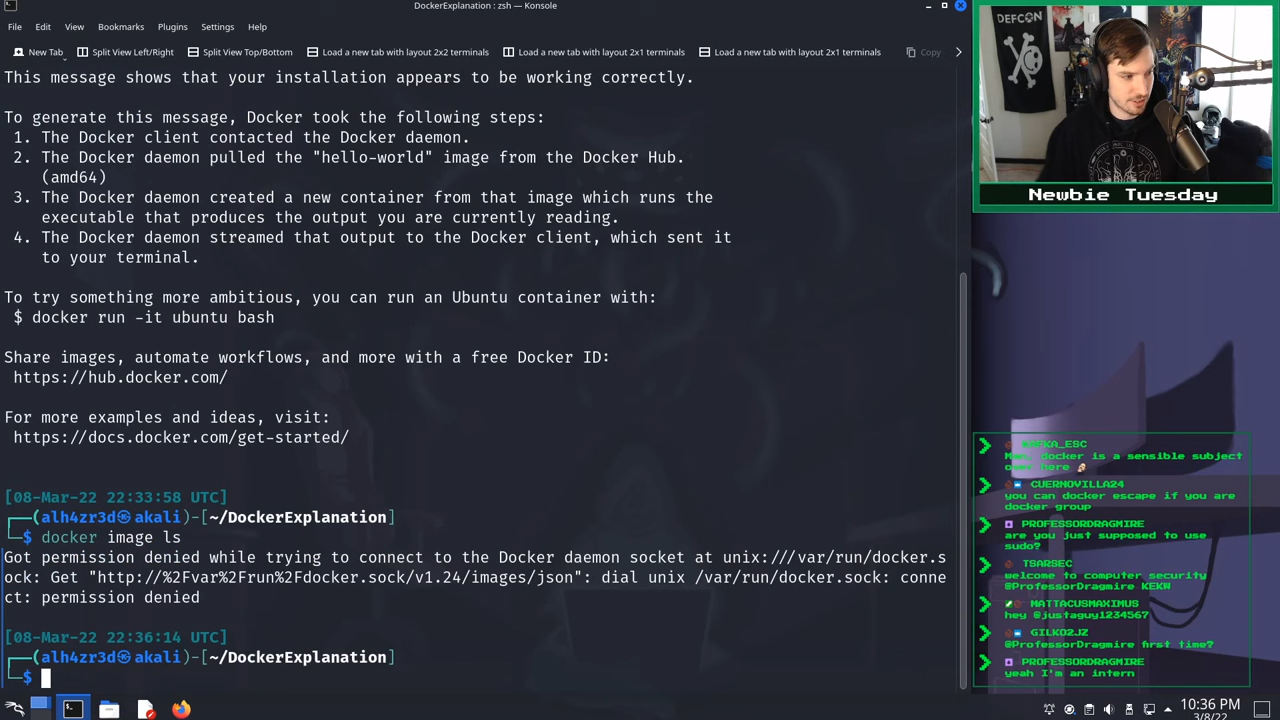 DockerExplanation : zsh — Konsole
File Edit View Bookmarks Plugins Settings Help
New Tab Split View Left/Right Split View Top/Bottom Load a new tab with layout 2x2 terminals Load a new tab with layout 2x1 terminals Load a new tab with layout 2x1 terminals Copy
This message shows that your installation appears to be working correctly.
To generate this message, Docker took the following steps:
1. The Docker client contacted the Docker daemon.
2. The Docker daemon pulled the "hello-world" image from the Docker Hub.
(amd64)
3. The Docker daemon created a new container from that image which runs the
executable that produces the output you are currently reading.
4. The Docker daemon streamed that output to the Docker client, which sent it
to your terminal.
To try something more ambitious, you can run an Ubuntu container with:
$ docker run -it ubuntu bash
Share images, automate workflows, and more with a free Docker ID:
https://hub.docker.com/
For more examples and ideas, visit:
https://docs.docker.com/get-started/
[08-Mar-22 22:33:58 UTC]
(alh4zr3d㉿akali)-[~/DockerExplanation]
$ docker image ls
Got permission denied while trying to connect to the Docker daemon socket at unix:///var/run/docker.s
ock: Get "http://%2Fvar%2Frun%2Fdocker.sock/v1.24/images/json": dial unix /var/run/docker.sock: conne
ct: permission denied
[08-Mar-22 22:36:14 UTC]
(alh4zr3d㉿akali)-[~/DockerExplanation]
$
DEFCON
Newbie Tuesday
docker is a sensible subject
here
CUERNOVILLA24
you can docker escape if you are
docker group
PROFESSORDRAGMIRE
are you just supposed to use
sudo?
TSARSEC
welcome to computer security
@ProfessorDragmire KEKW
MATTACUSMAXIMUS
hey @justaguy1234567
GILKO2JZ
@ProfessorDragmire first time?
PROFESSORDRAGMIRE
yeah I'm an intern
10:36 PM
3/8/22